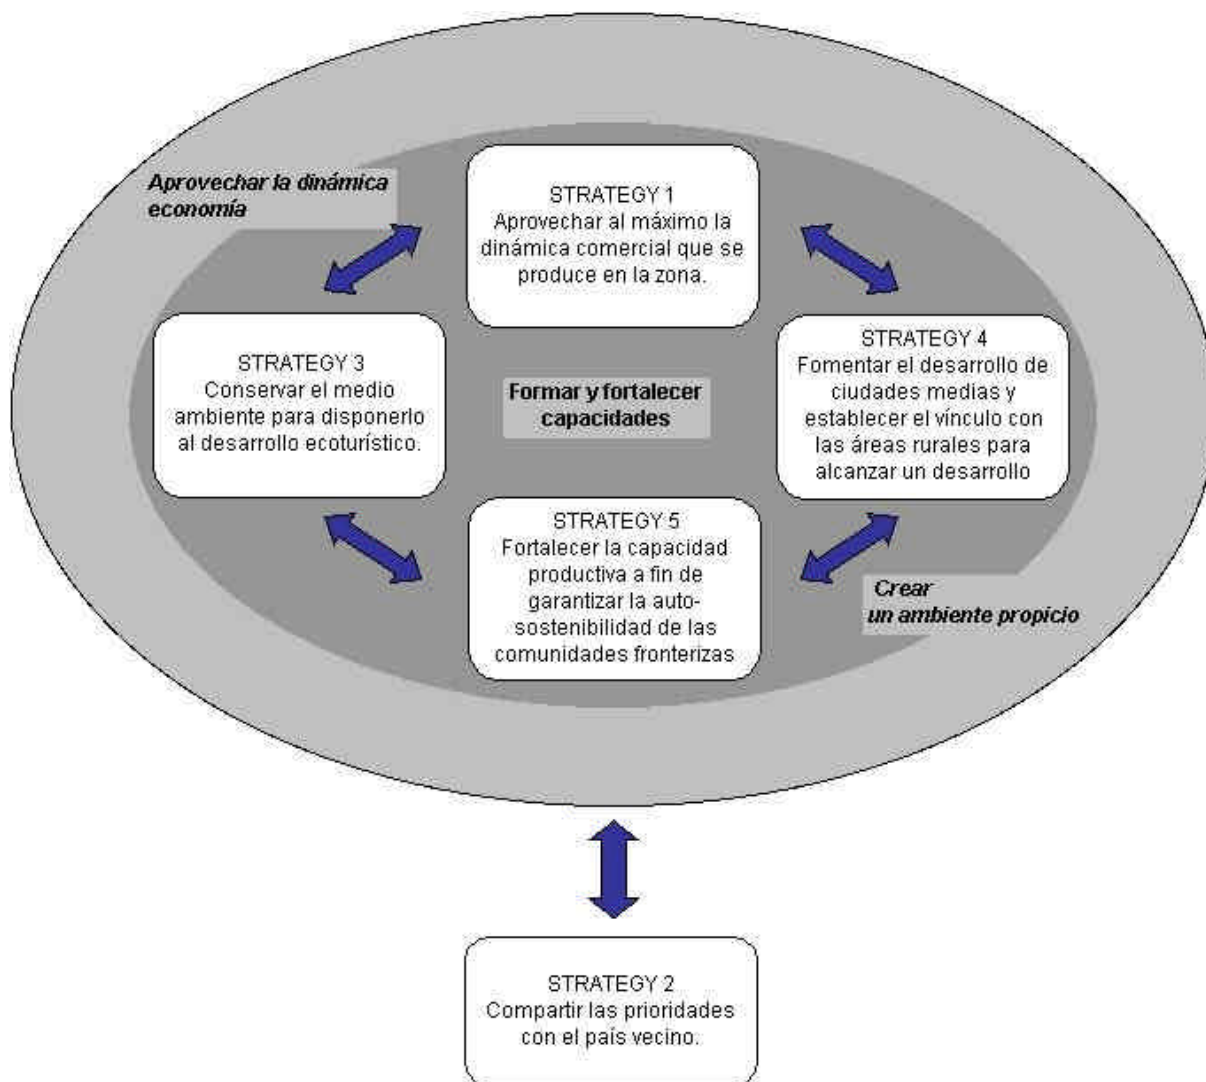 Aprovechar la dinámica
economía
STRATEGY 1
Aprovechar al máximo la
dinámica comercial que se
produce en la zona.
STRATEGY 3
Conservar el medio
ambiente para disponerlo
al desarrollo ecoturístico.
Formar y fortalecer
capacidades
STRATEGY 4
Fomentar el desarrollo de
ciudades medias y
establecer el vínculo con
las áreas rurales para
alcanzar un desarrollo
STRATEGY 5
Fortalecer la capacidad
productiva a fin de
garantizar la auto-
sostenibilidad de las
comunidades fronterizas
Crear
un ambiente propicio
STRATEGY 2
Compartir las prioridades
con el país vecino.